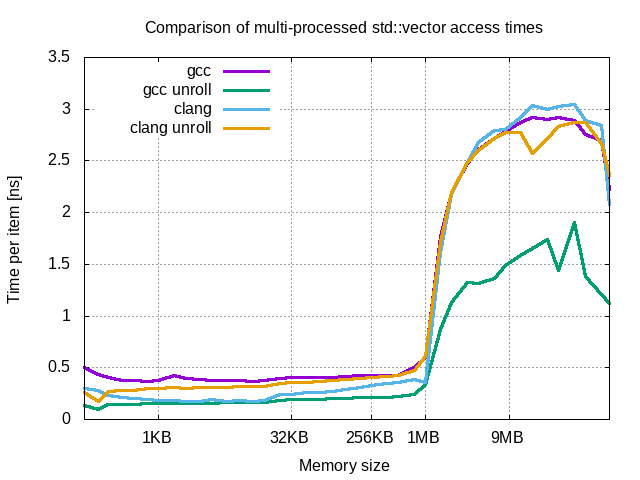 Comparison of multi-processed std::vector access times
gcc
gcc unroll
clang
clang unroll
Time per item [ns]
3.5
3
2.5
2
1.5
1
0.5
0
1KB
32KB
256KB
1MB
9MB
Memory size